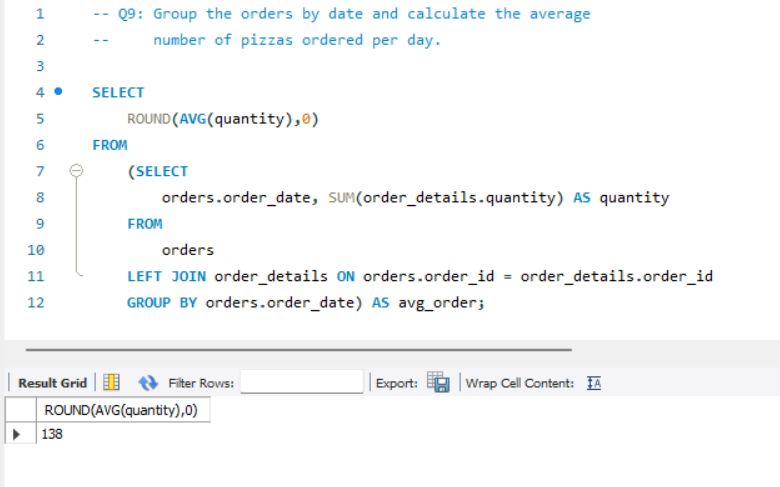 1 -- Q9: Group the orders by date and calculate the average
2 -- number of pizzas ordered per day.
3
4 SELECT
5 ROUND(AVG(quantity),0)
6 FROM
7 (SELECT
8 orders.order_date, SUM(order_details.quantity) AS quantity
9 FROM
10 orders
11 LEFT JOIN order_details ON orders.order_id = order_details.order_id
12 GROUP BY orders.order_date) AS avg_order;
Result Grid Filter Rows: Export: Wrap Cell Content: IA
ROUND(AVG(quantity),0)
138